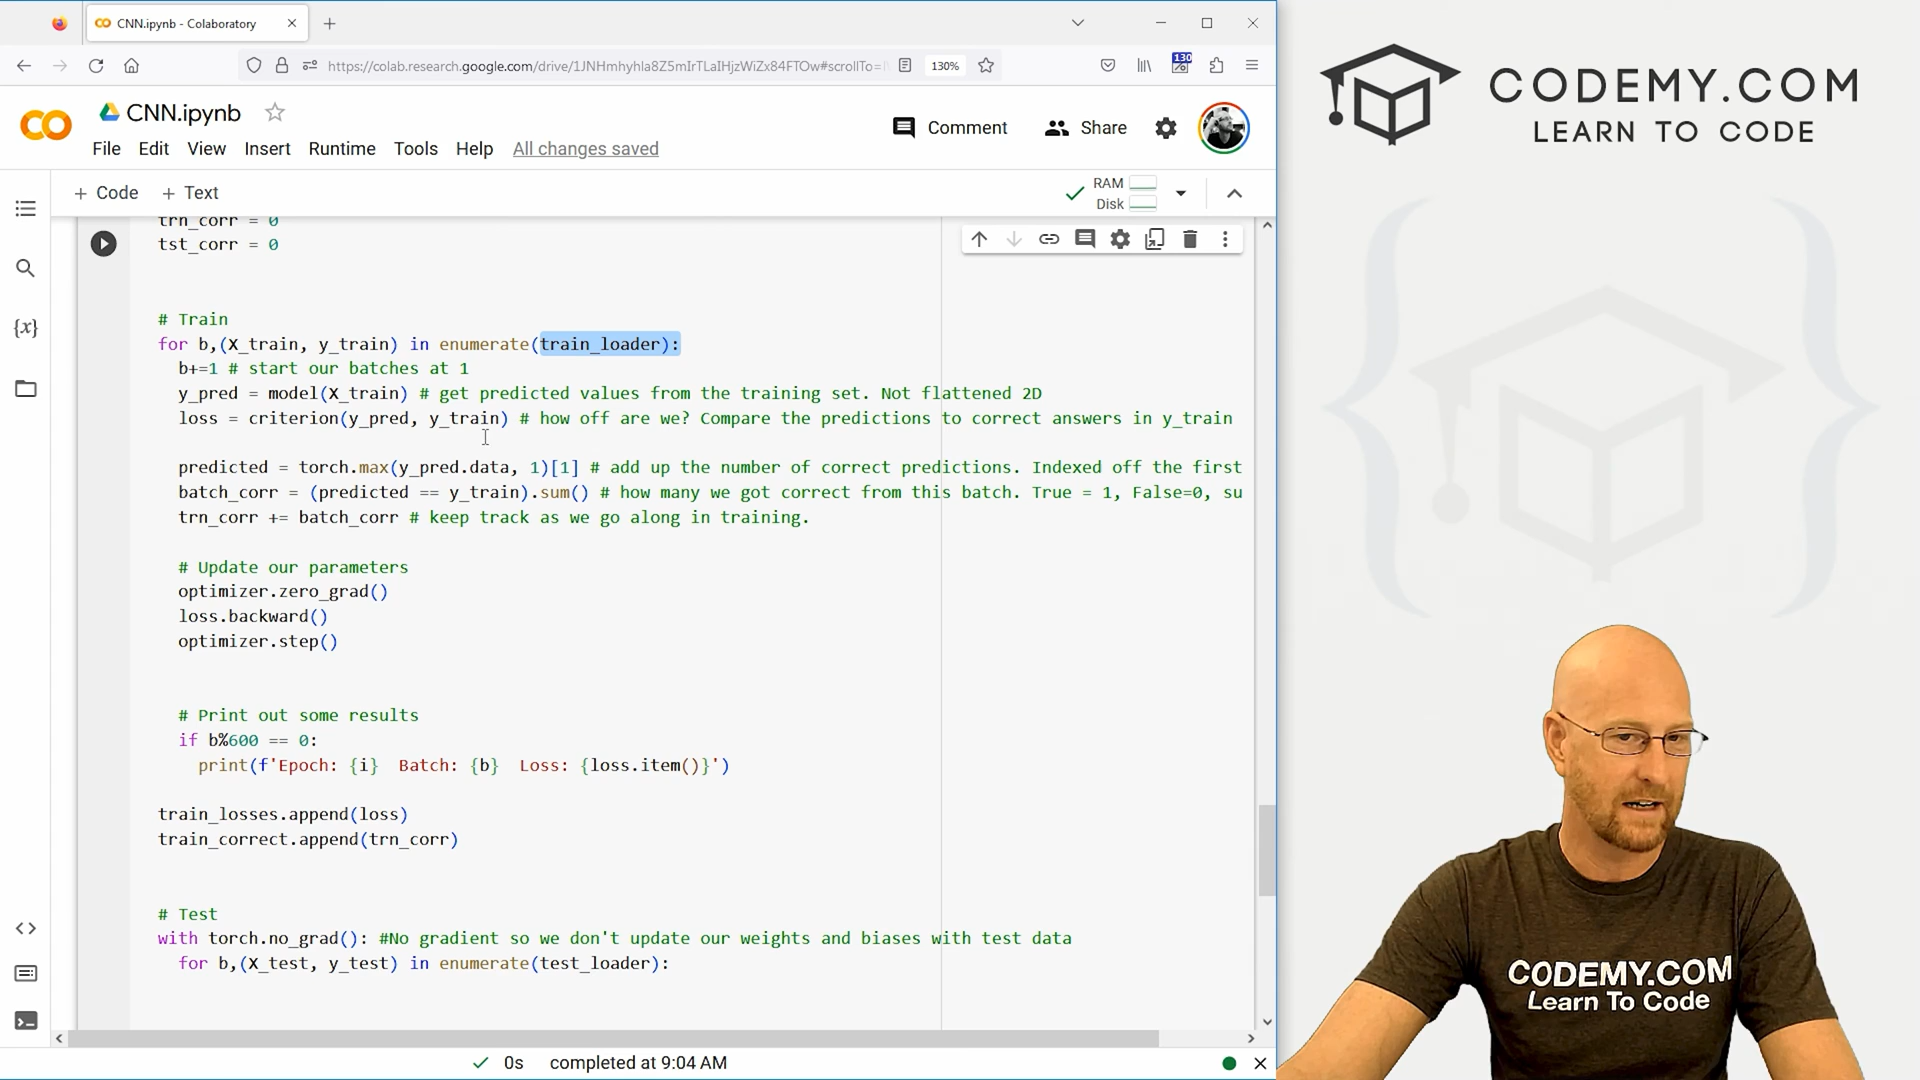 CNN.ipynb - Colaboratory
https://colab.research.google.com/drive/1JNHmhyhla8Z5mIrTLaIHjzWiZx84FTOw#scrollTo=
130%
130
CNN.ipynb
Comment
Share
File Edit View Insert Runtime Tools Help All changes saved
+ Code + Text
RAM
Disk
trn_corr = 0
tst_corr = 0
# Train
for b,(X_train, y_train) in enumerate(train_loader):
b+=1 # start our batches at 1
y_pred = model(X_train) # get predicted values from the training set. Not flattened 2D
loss = criterion(y_pred, y_train) # how off are we? Compare the predictions to correct answers in y_train
predicted = torch.max(y_pred.data, 1)[1] # add up the number of correct predictions. Indexed off the first
batch_corr = (predicted == y_train).sum() # how many we got correct from this batch. True = 1, False=0, su
trn_corr += batch_corr # keep track as we go along in training.
# Update our parameters
optimizer.zero_grad()
loss.backward()
optimizer.step()
# Print out some results
if b%600 == 0:
print(f'Epoch: {i}  Batch: {b}  Loss: {loss.item()}')
train_losses.append(loss)
train_correct.append(trn_corr)
# Test
with torch.no_grad(): #No gradient so we don't update our weights and biases with test data
for b,(X_test, y_test) in enumerate(test_loader):
0s completed at 9:04 AM
CODEMY.COM
LEARN TO CODE
CODEMY.COM
Learn To Code